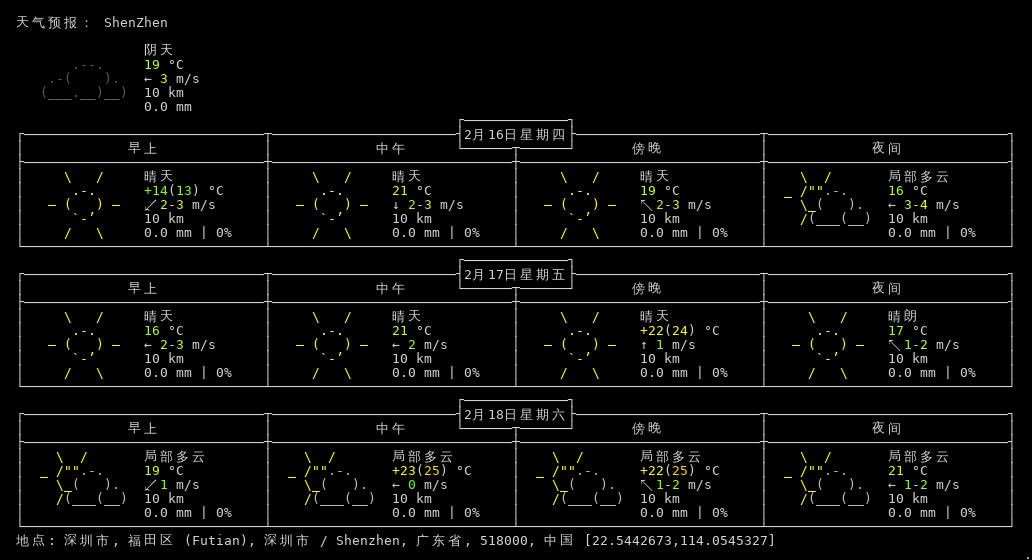 天气预报： ShenZhen
阴天
19 °C
← 3 m/s
10 km
0.0 mm
2月16日星期四
早上 中午 傍晚 夜间
晴天 晴天 晴天 局部多云
+14(13) °C 21 °C 19 °C 16 °C
↙ 2-3 m/s ↓ 2-3 m/s ↖ 2-3 m/s ← 3-4 m/s
10 km 10 km 10 km 10 km
0.0 mm | 0% 0.0 mm | 0% 0.0 mm | 0% 0.0 mm | 0%
2月17日星期五
早上 中午 傍晚 夜间
晴天 晴天 晴天 晴朗
16 °C 21 °C +22(24) °C 17 °C
← 2-3 m/s ← 2 m/s ↑ 1 m/s ↖ 1-2 m/s
10 km 10 km 10 km 10 km
0.0 mm | 0% 0.0 mm | 0% 0.0 mm | 0% 0.0 mm | 0%
2月18日星期六
早上 中午 傍晚 夜间
局部多云 局部多云 局部多云 局部多云
19 °C +23(25) °C +22(25) °C 21 °C
↙ 1 m/s ← 0 m/s ↖ 1-2 m/s ← 1-2 m/s
10 km 10 km 10 km 10 km
0.0 mm | 0% 0.0 mm | 0% 0.0 mm | 0% 0.0 mm | 0%
地点: 深圳市, 福田区 (Futian), 深圳市 / Shenzhen, 广东省, 518000, 中国 [22.5442673,114.0545327]